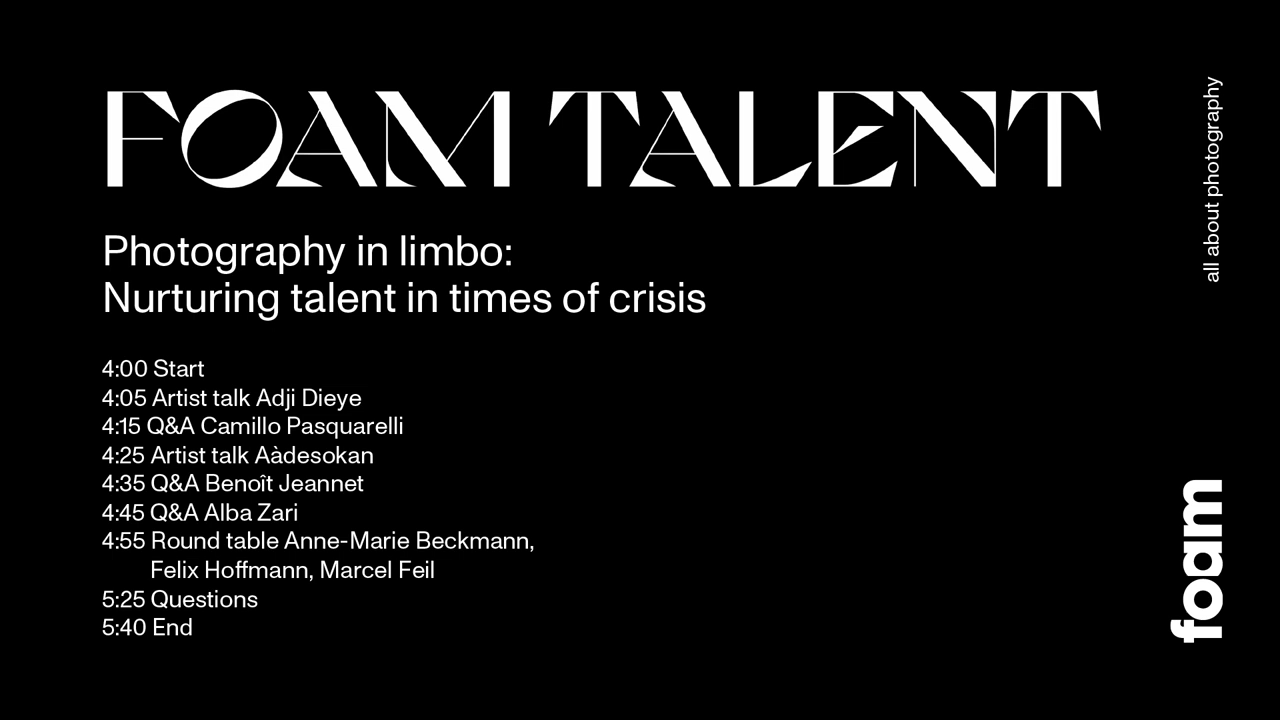 FOAM TALENT
Photography in limbo:
Nurturing talent in times of crisis
4:00 Start
4:05 Artist talk Adji Dieye
4:15 Q&A Camillo Pasquarelli
4:25 Artist talk Aàdesokan
4:35 Q&A Benoît Jeannet
4:45 Q&A Alba Zari
4:55 Round table Anne-Marie Beckmann,
Felix Hoffmann, Marcel Feil
5:25 Questions
5:40 End
all about photography
foam